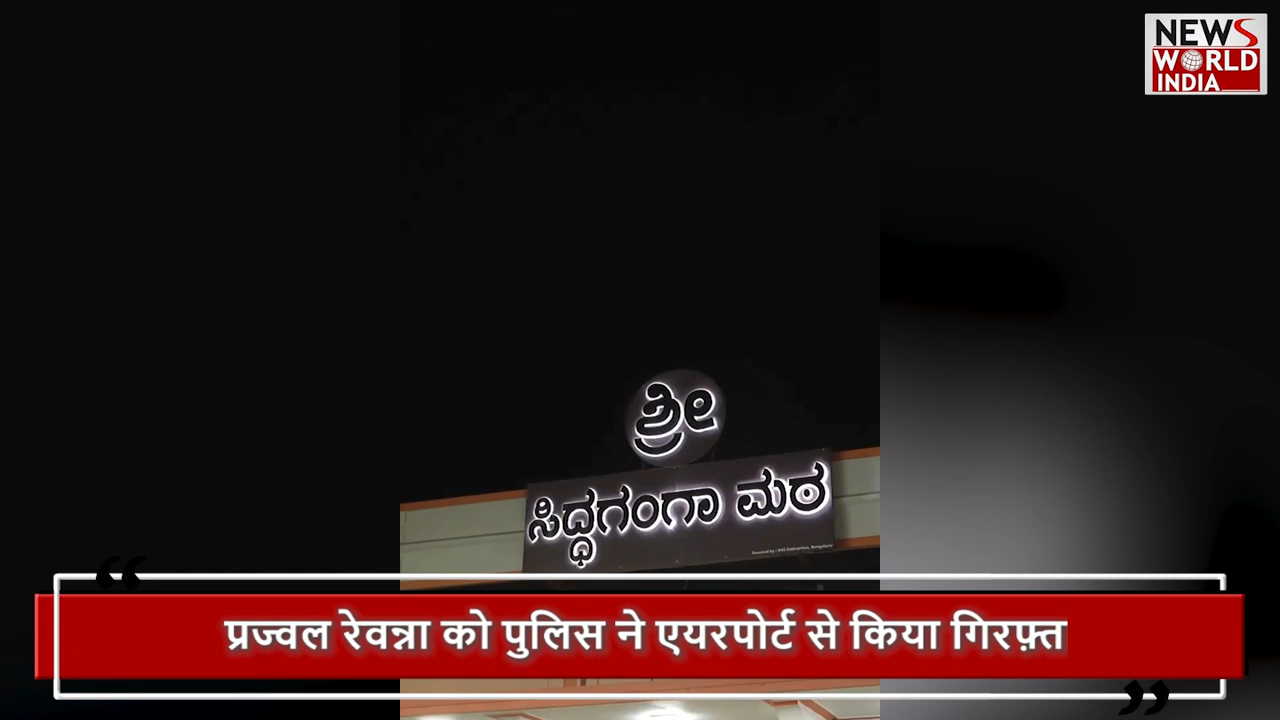 NEWS
WORLD
INDIA
ಶ್ರೀ
ಸಿದ್ಧಗಂಗಾ ಮಠ
प्रज्वल रेवन्ना को पुलिस ने एयरपोर्ट से किया गिरफ़्त